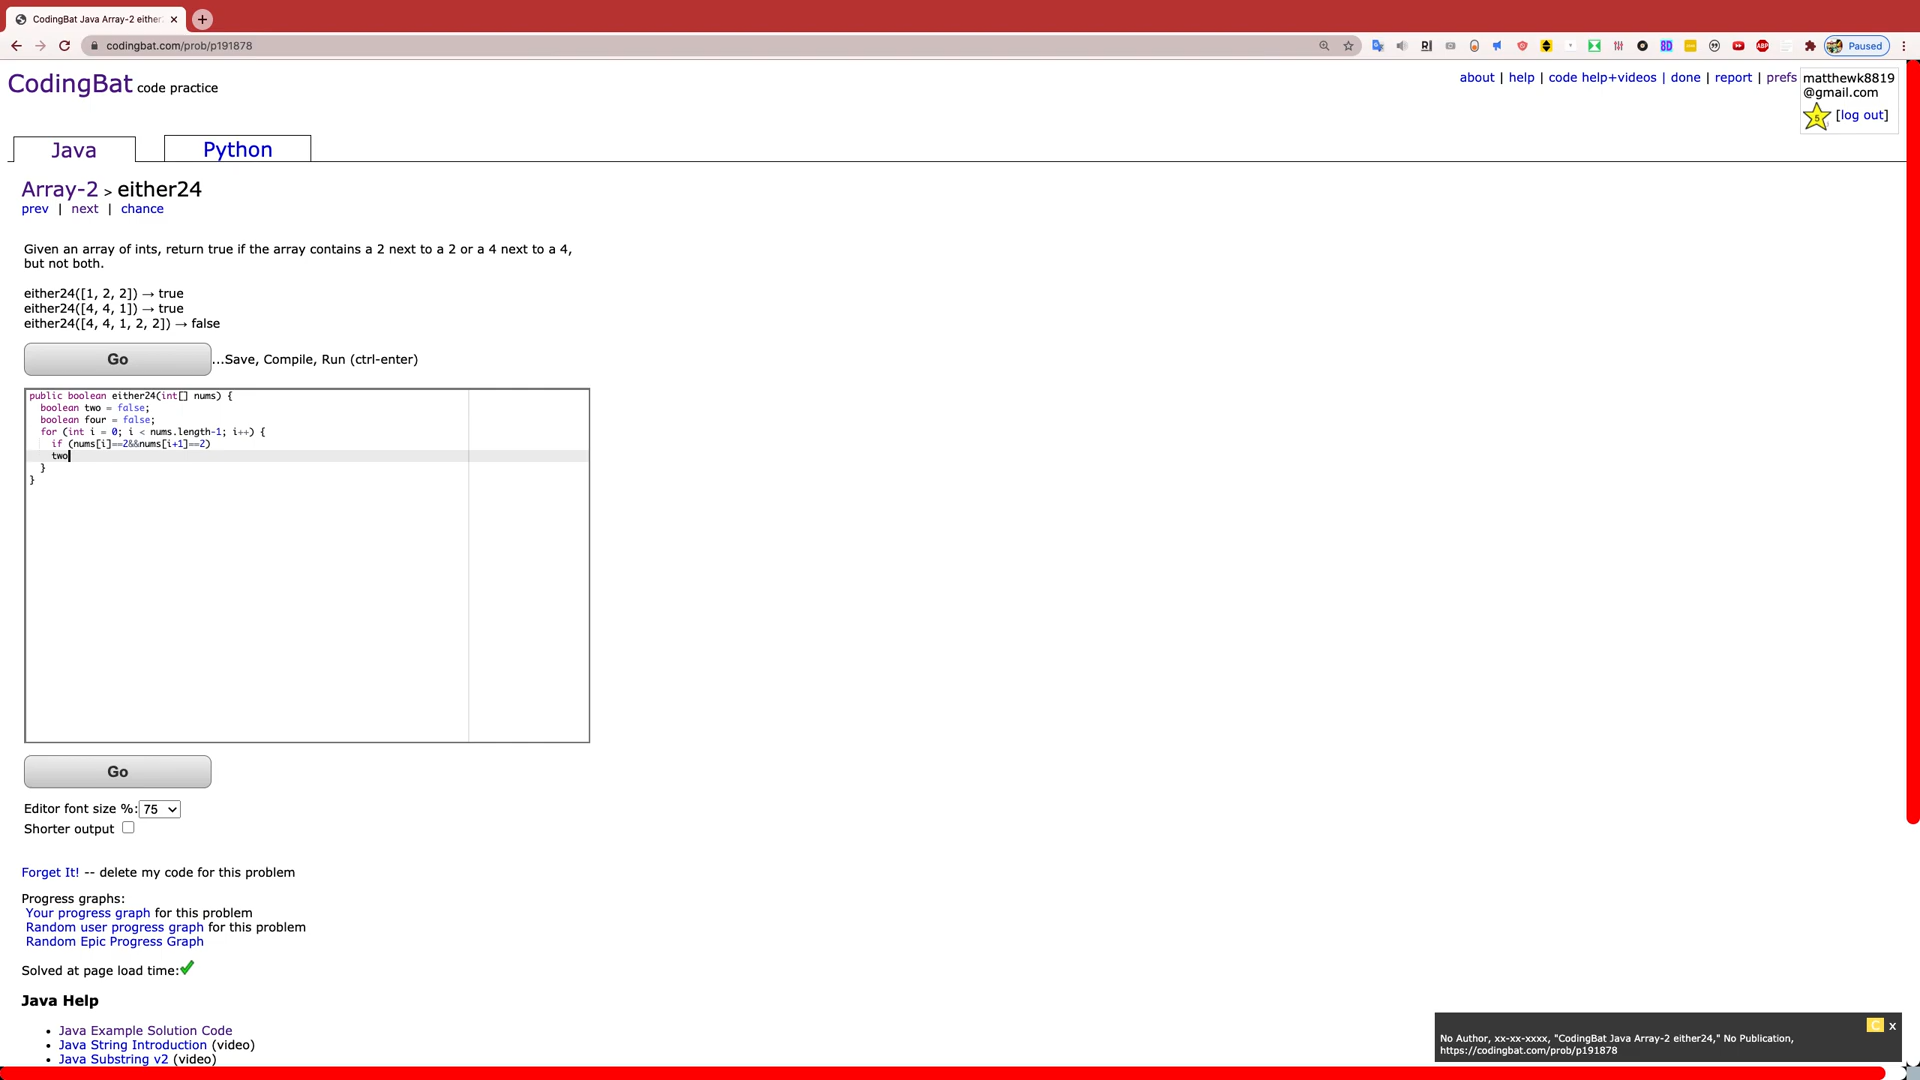 CodingBat Java Array-2 either
codingbat.com/prob/p191878
Paused
CodingBat code practice
about | help | code help+videos | done | report | prefs
matthewk8819
@gmail.com
5
[log out]
Java
Python
Array-2 > either24
prev | next | chance
Given an array of ints, return true if the array contains a 2 next to a 2 or a 4 next to a 4,
but not both.
either24([1, 2, 2]) → true
either24([4, 4, 1]) → true
either24([4, 4, 1, 2, 2]) → false
Go
...Save, Compile, Run (ctrl-enter)
public boolean either24(int[] nums) {
boolean two = false;
boolean four = false;
for (int i = 0; i < nums.length-1; i++) {
if (nums[i]==2&&nums[i+1]==2)
two
}
}
Go
Editor font size %: 75
Shorter output
Forget It! -- delete my code for this problem
Progress graphs:
Your progress graph for this problem
Random user progress graph for this problem
Random Epic Progress Graph
Solved at page load time:
Java Help
• Java Example Solution Code
• Java String Introduction (video)
• Java Substring v2 (video)
C x
No Author, xx-xx-xxxx, "CodingBat Java Array-2 either24," No Publication,
https://codingbat.com/prob/p191878